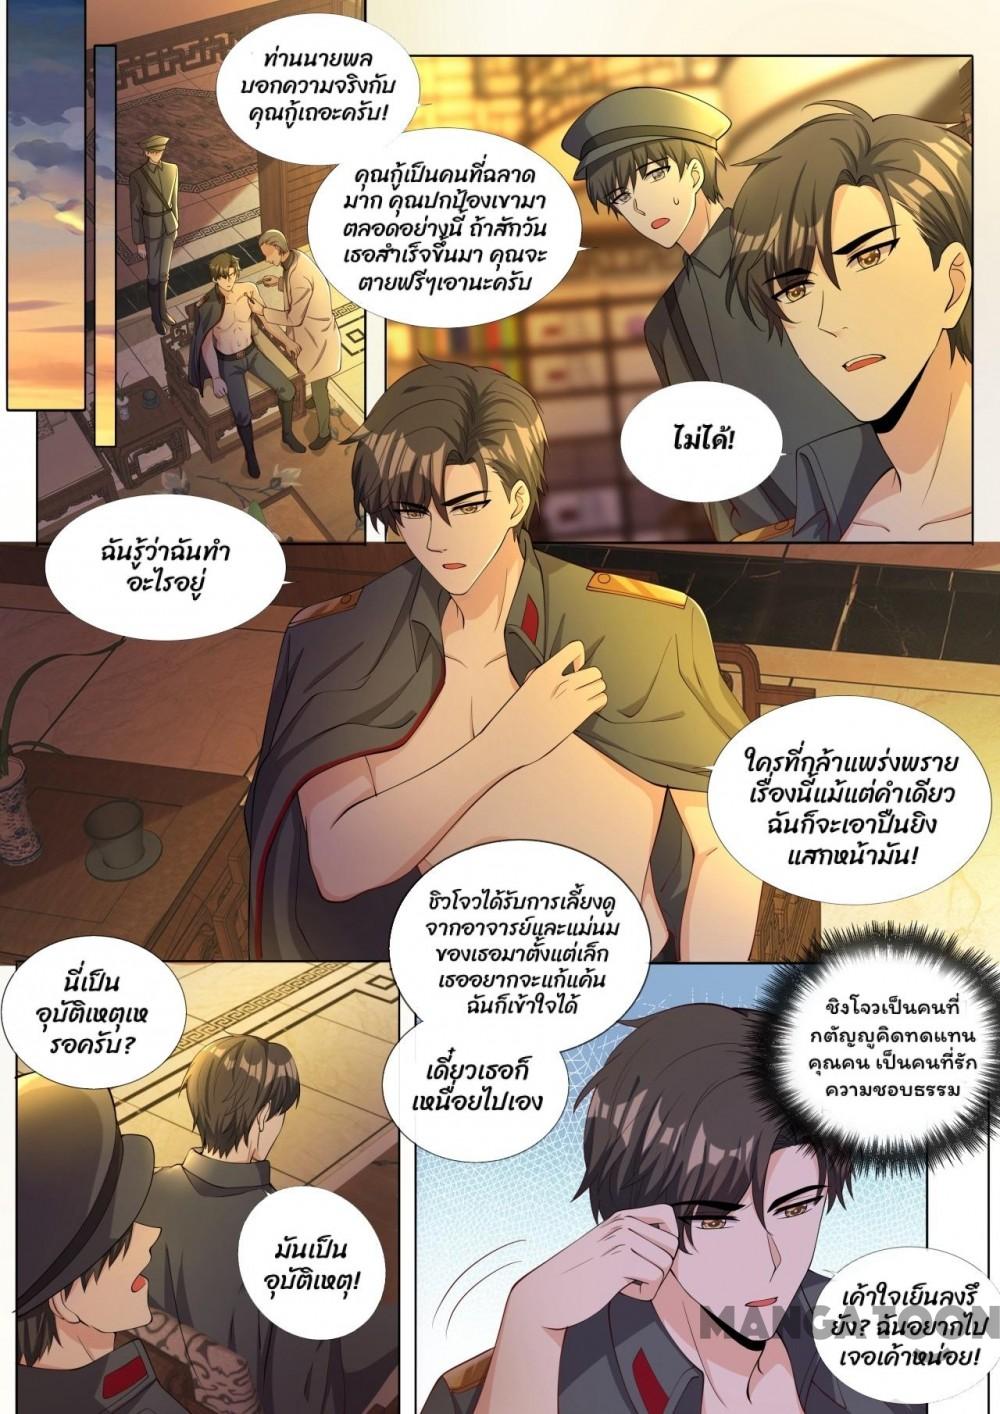 ท่านนายพล
บอกความจริงกับ
คุณกู้เถอะครับ!
คุณกู้เป็นคนที่ฉลาด
มาก คุณปกป้องเขามา
ตลอดอย่างนี้ ถ้าสักวัน
เธอสำเร็จขึ้นมา คุณจะ
ตายฟรีๆเอานะครับ
ไม่ได้!
ฉันรู้ว่าฉันทำ
อะไรอยู่
ใครที่กล้าแพร่งพราย
เรื่องนี้แม้แต่คำเดียว
ฉันก็จะเอาปืนยิง
แสกหน้ามัน!
นี่เป็น
อุบัติเหตุเห
รอครับ?
มันเป็น
อุบัติเหตุ!
ชิวโจวได้รับการเลี้ยงดู
จากอาจารย์และแม่นม
ของเธอมาตั้งแต่เล็ก
เธออยากจะแก้แค้น
ฉันก็เข้าใจได้
เดี๋ยวเธอก็
เหนื่อยไปเอง
ชิงโจวเป็นคนที่
กตัญญูคิดทดแทน
คุณคน เป็นคนที่รัก
ความชอบธรรม
เค้าใจเย็นลงรึ
ยัง? ฉันอยากไป
เจอเค้าหน่อย!
MANGATOON